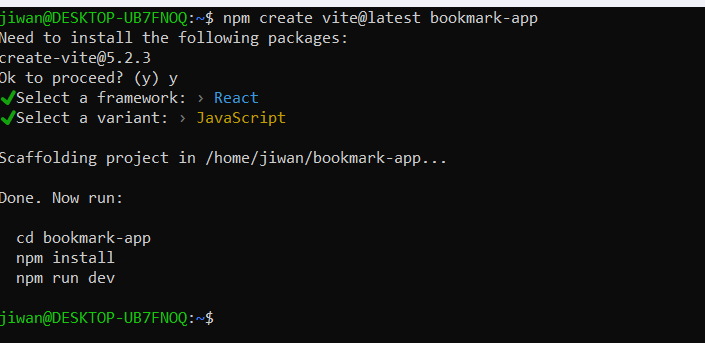 jiwan@DESKTOP-UB7FNOQ:~$ npm create vite@latest bookmark-app
Need to install the following packages:
create-vite@5.2.3
Ok to proceed? (y) y
✔Select a framework: › React
✔Select a variant: › JavaScript
Scaffolding project in /home/jiwan/bookmark-app...
Done. Now run:
cd bookmark-app
npm install
npm run dev
jiwan@DESKTOP-UB7FNOQ:~$